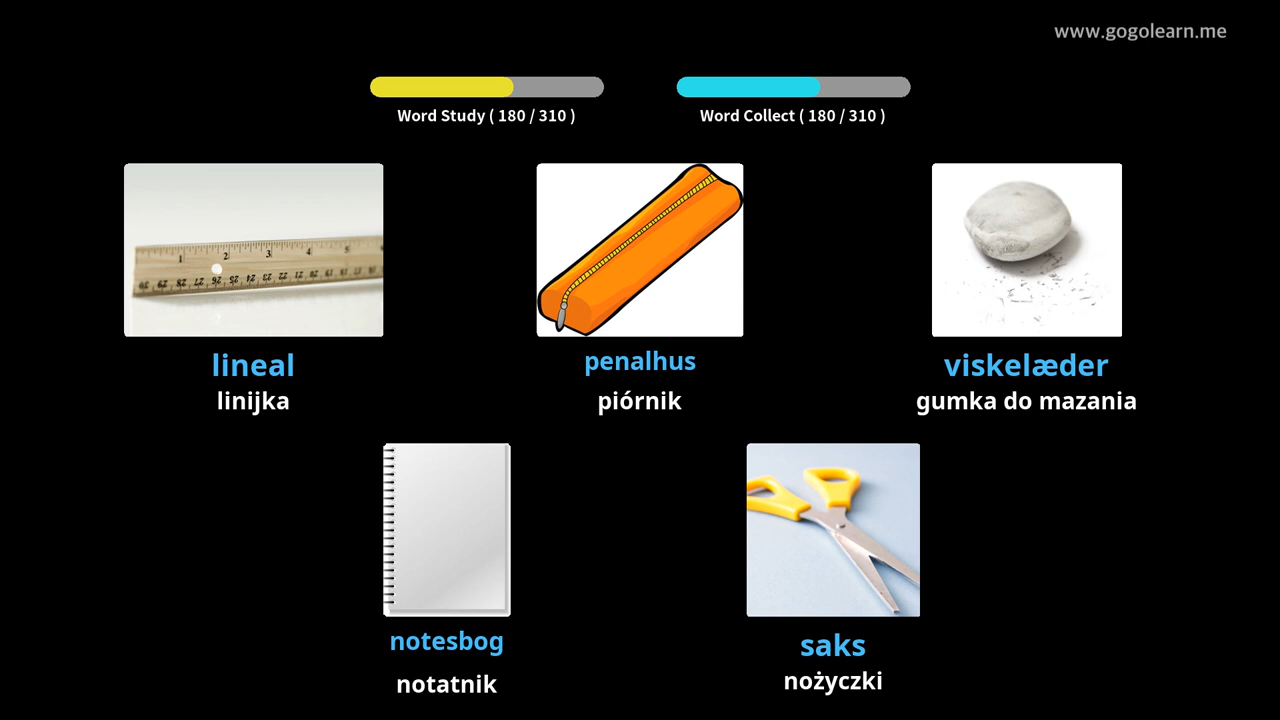 www.gogolearn.me
Word Study ( 180 / 310 )
Word Collect ( 180 / 310 )
lineal
linijka
penalhus
piórnik
viskelæder
gumka do mazania
notesbog
notatnik
saks
nożyczki